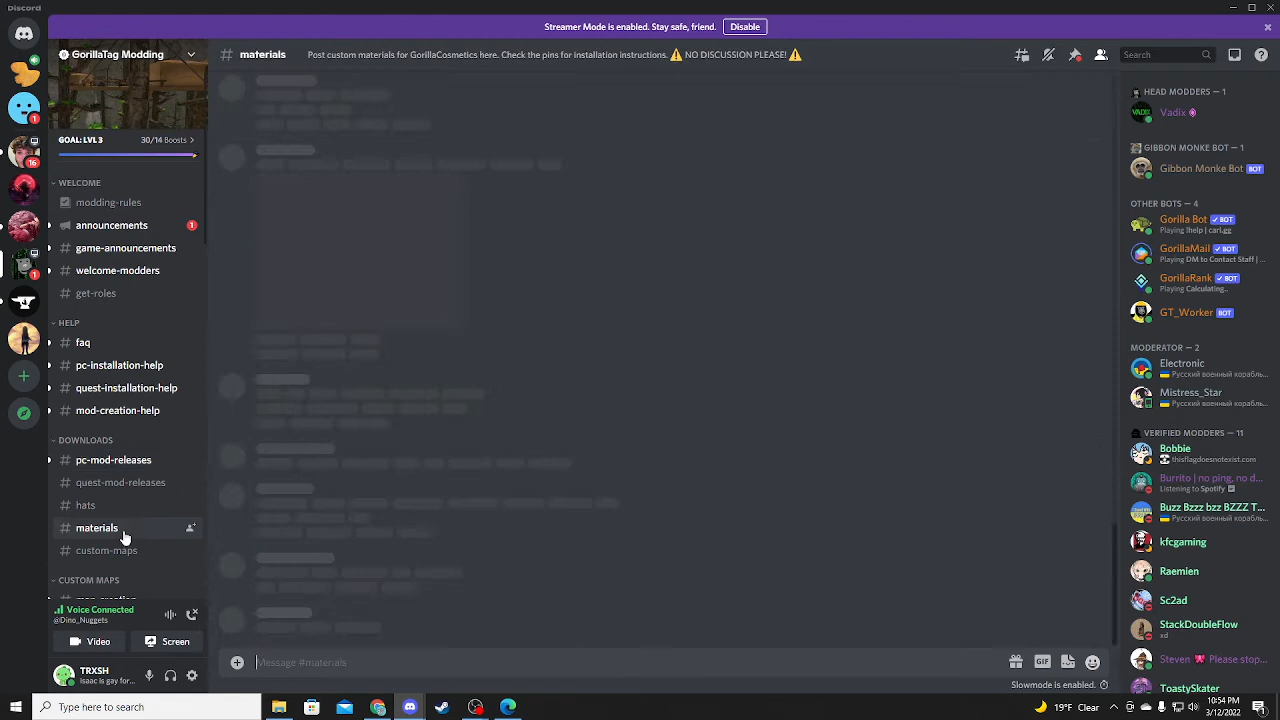 Discord
Streamer Mode is enabled. Stay safe, friend.
Disable
GorillaTag Modding
# materials
Post custom materials for GorillaCosmetics here. Check the pins for installation instructions. ⚠️ NO DISCUSSION PLEASE! ⚠️
Search
GOAL: LVL 3
30/14 Boosts
WELCOME
modding-rules
announcements
1
# game-announcements
# welcome-modding
# get-roles
HELP
# faq
# pc-installation-help
# quest-installation-help
# mod-creation-help
DOWNLOADS
# pc-mod-releases
# quest-mod-releases
# hats
# materials
# custom-maps
CUSTOM MAPS
Voice Connected
@Dino_Nuggets
Video
Screen
TRXSH
Isaac is gay for...
1
16
1
Message #materials
GIF
Slowmode is enabled.
HEAD MODDERS — 1
Vadix
GIBBON MONKE BOT — 1
Gibbon Monke Bot BOT
OTHER BOTS — 4
Gorilla Bot ✓ BOT
Playing !help | carl.gg
GorillaMail ✓ BOT
Playing DM to Contact Staff | ...
GorillaRank ✓ BOT
Playing Calculating..
GT_Worker BOT
MODERATOR — 2
Electronic
Русский военный корабль...
Mistress_Star
Русский военный корабль...
VERIFIED MODDERS — 11
Bobbie
thisflagdoesnotexist.com
Burrito | no ping, no d...
Listening to Spotify
Buzz Bzzz bzz ZZZZ T...
Русский военный корабль...
kfcgaming
Raemien
Sc2ad
StackDoubleFlow
xd
Steven Please stop...
ToastySkater
Type here to search
19°F Clear
10:54 PM
3/12/2022